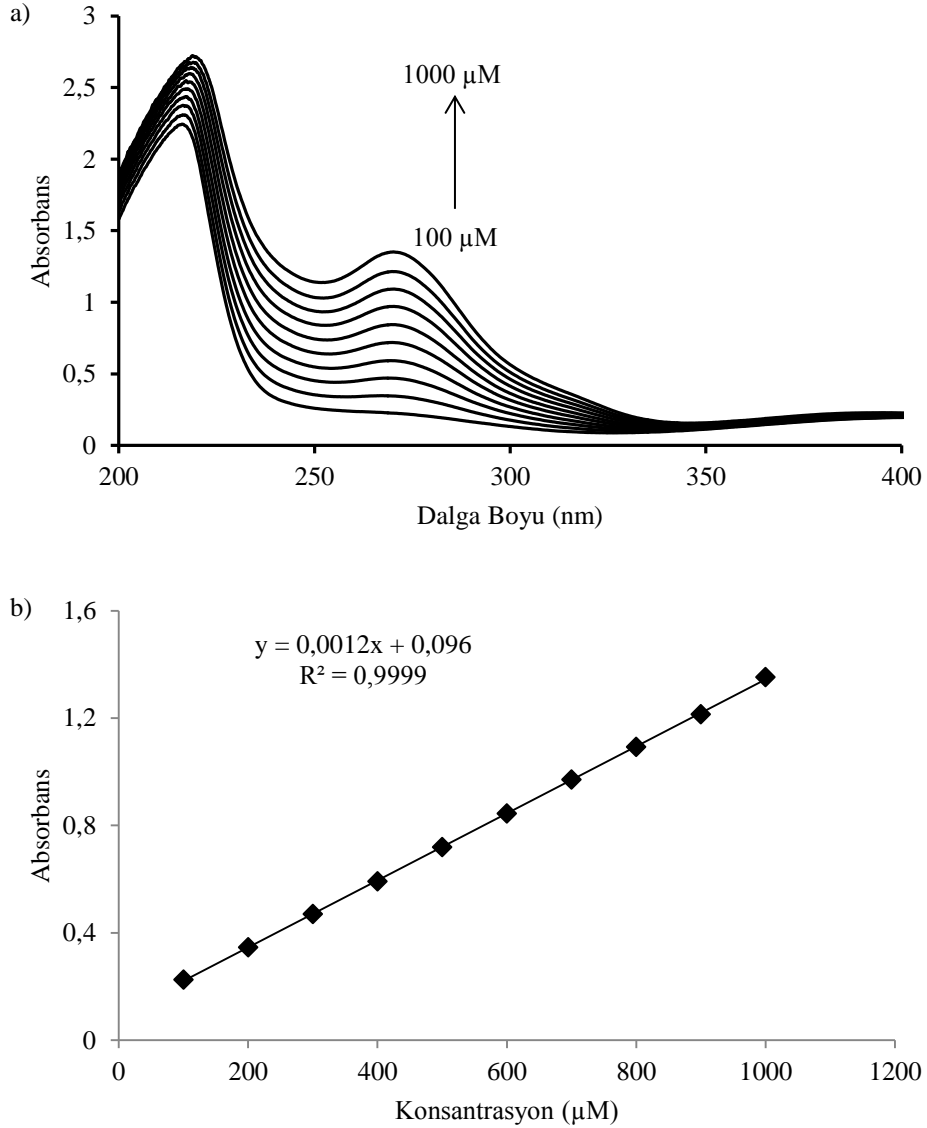 a)
3
2,5
2
1,5
1
0,5
0
Absorbans
1000 µM
100 µM
200
250
300
350
400
Dalga Boyu (nm)
b)
1,6
1,2
0,8
0,4
0
Absorbans
y = 0,0012x + 0,096
R² = 0,9999
0
200
400
600
800
1000
1200
Konsantrasyon (µM)